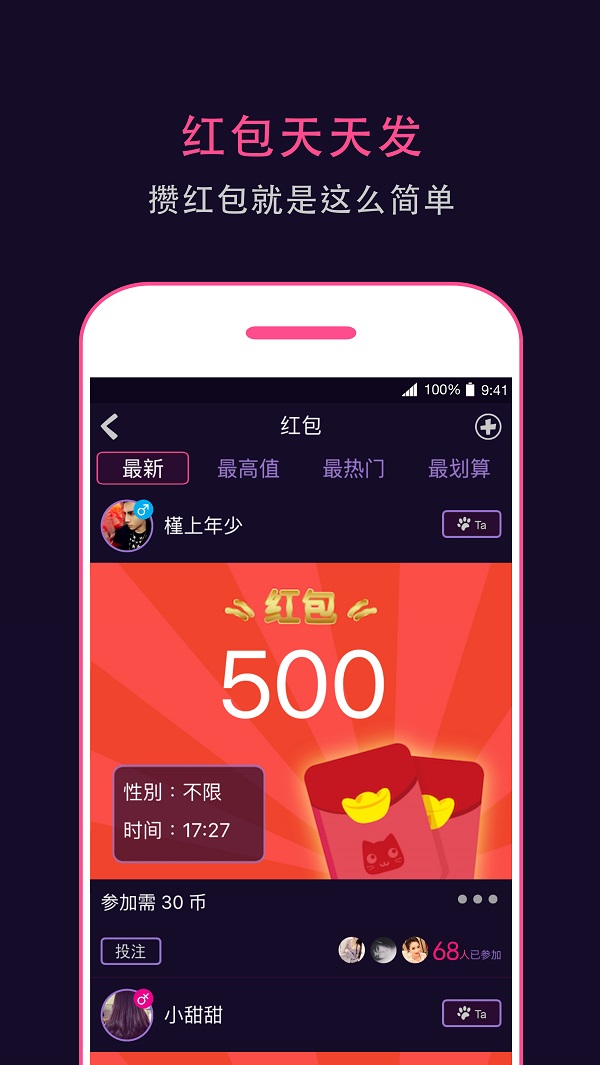 红包天天发
攒红包就是这么简单
100% 9:41
红包
最新 最高值 最热门 最划算
槿上年少 Ta
红包
500
性別：不限
时间：17:27
参加需 30 币
投注 68人已参加
小甜甜 Ta